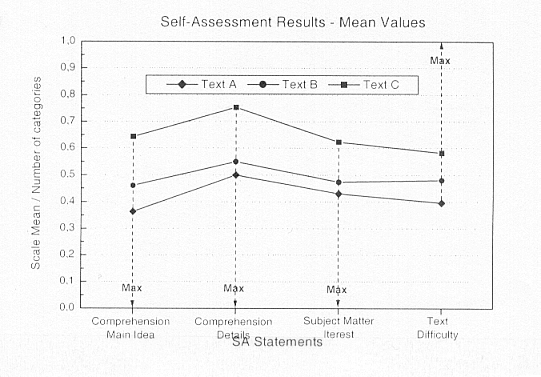 Self-Assessment Results - Mean Values
Scale Mean / Number of categories
1,0
0,9
0,8
0,7
0,6
0,5
0,4
0,3
0,2
0,1
0,0
Max
Text A Text B Text C
Max Max Max
Comprehension Comprehension Subject Matter Text
Main Idea Details Iterest Difficulty
SA Statements